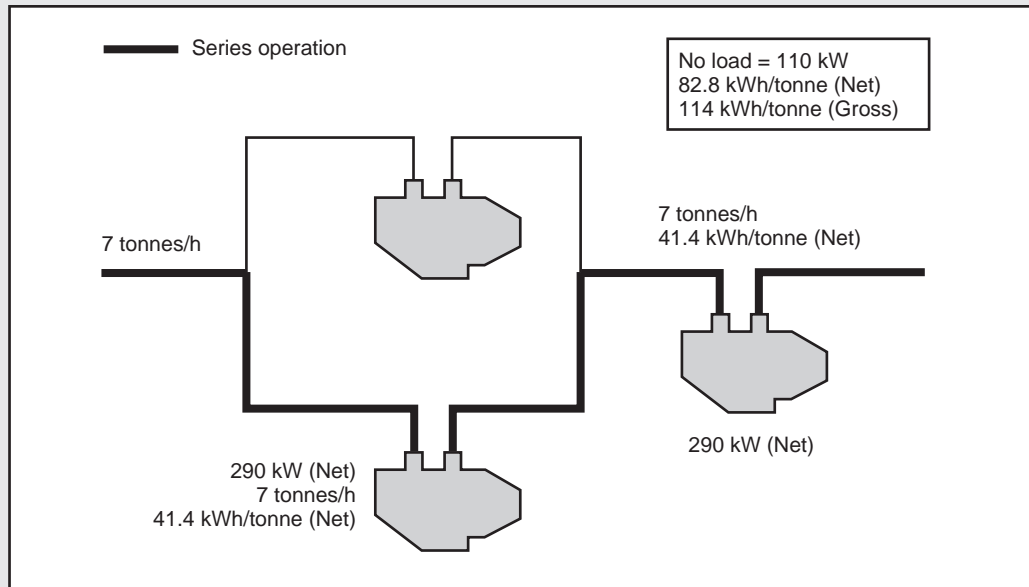 Series operation
No load = 110 kW
82.8 kWh/tonne (Net)
114 kWh/tonne (Gross)
7 tonnes/h
7 tonnes/h
41.4 kWh/tonne (Net)
290 kW (Net)
290 kW (Net)
7 tonnes/h
41.4 kWh/tonne (Net)